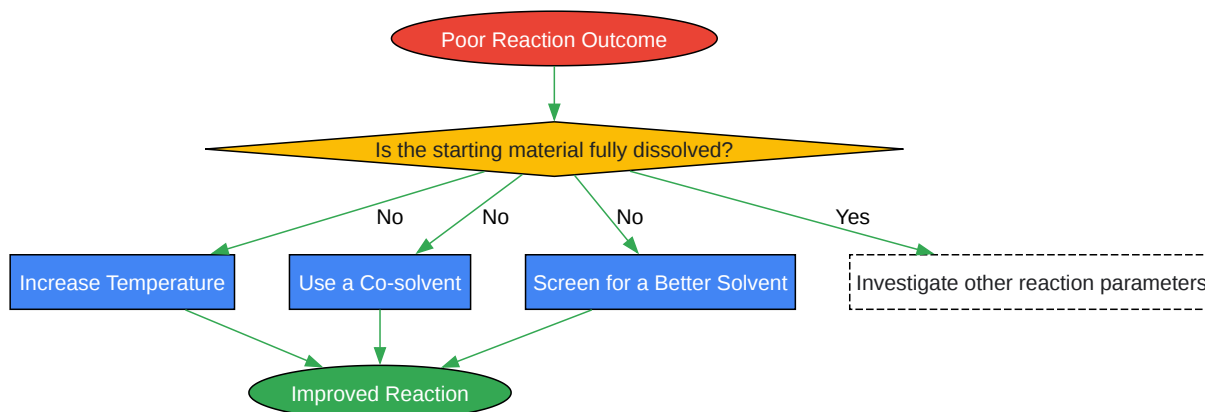 Poor Reaction Outcome
Is the starting material fully dissolved?
No
No
No
Yes
Increase Temperature
Use a Co-solvent
Screen for a Better Solvent
Investigate other reaction parameters
Improved Reaction